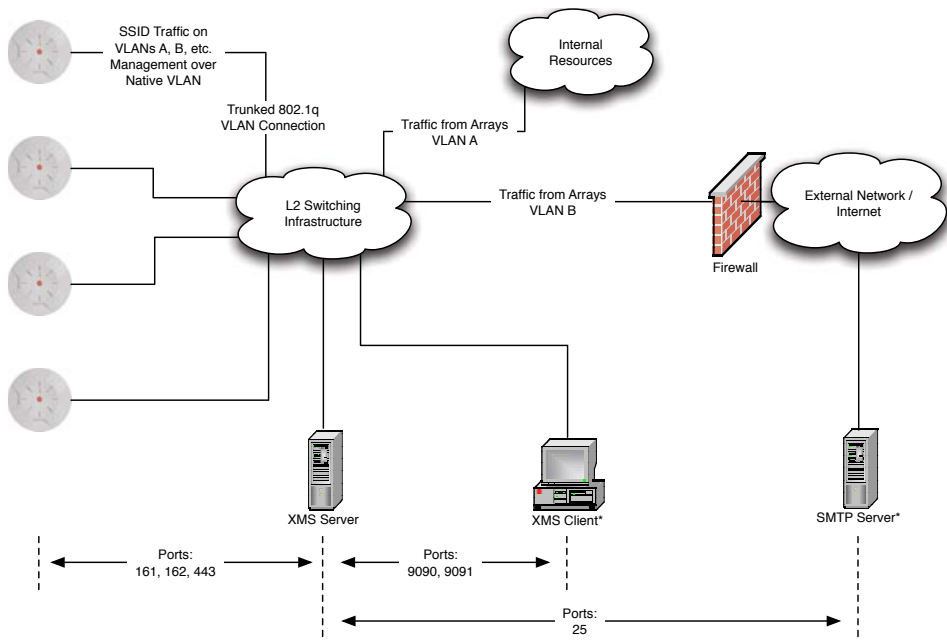 SSID Traffic on
VLANs A, B, etc.
Management over
Native VLAN
Internal
Resources
Trunked 802.1q
VLAN Connection
Traffic from Arrays
VLAN A
L2 Switching
Infrastructure
Traffic from Arrays
VLAN B
External Network /
Internet
Firewall
XMS Server
XMS Client*
SMTP Server*
Ports:
161, 162, 443
Ports:
9090, 9091
Ports:
25